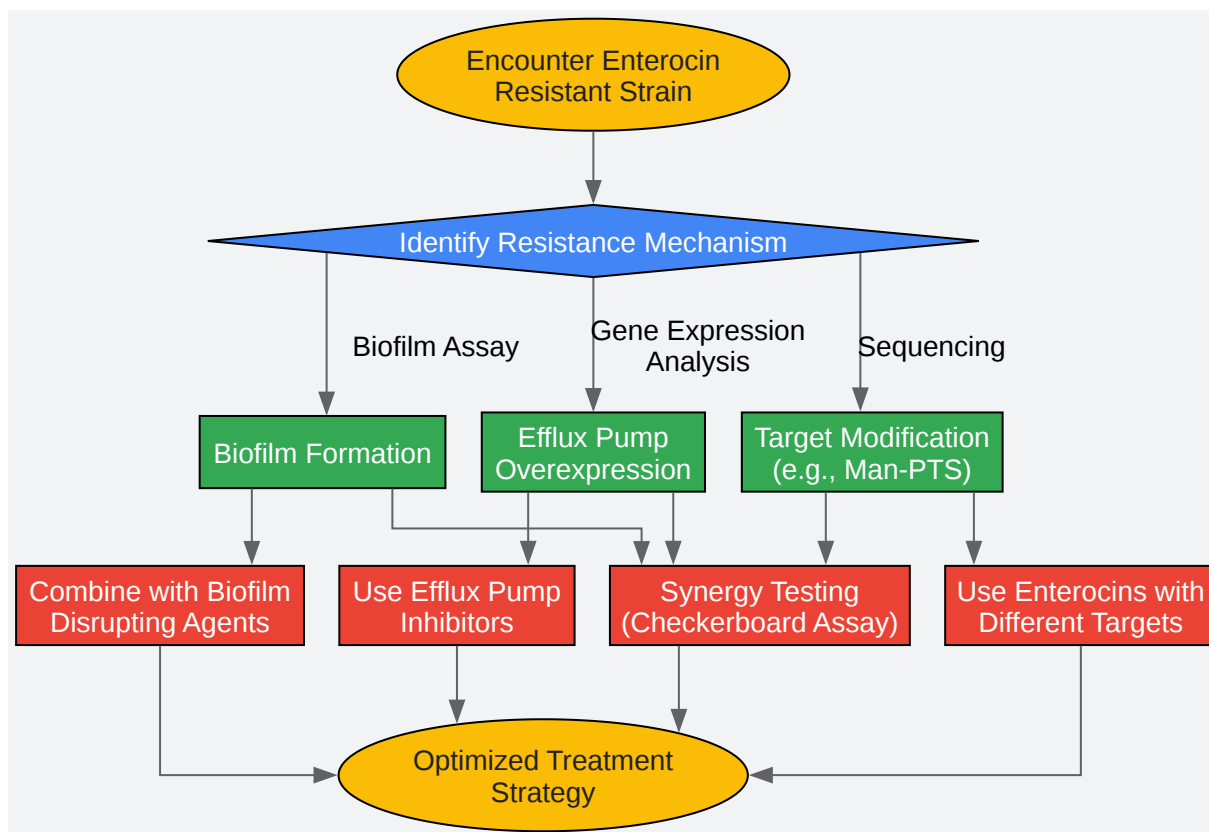 Encounter Enterocin
Resistant Strain
Identify Resistance Mechanism
Biofilm Assay
Gene Expression
Analysis
Sequencing
Biofilm Formation
Efflux Pump
Overexpression
Target Modification
(e.g., Man-PTS)
Combine with Biofilm
Disrupting Agents
Use Efflux Pump
Inhibitors
Synergy Testing
(Checkerboard Assay)
Use Enterocins with
Different Targets
Optimized Treatment
Strategy